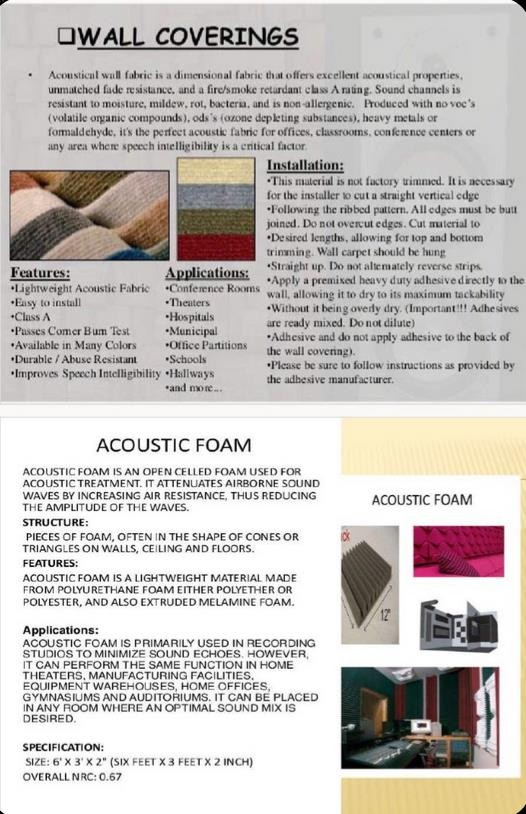 ❑WALL COVERINGS
• Acoustical wall fabric is a dimensional fabric that offers excellent acoustical properties,
unmatched fade resistance, and a fire/smoke retardant class A rating. Sound channels is
resistant to moisture, mildew, rot, bacteria, and is non-allergenic. Produced with no voc's
(volatile organic compounds), ods's (ozone depleting substances), heavy metals or
formaldehyde, it's the perfect acoustic fabric for offices, classrooms, conference centers or
any area where speech intelligibility is a critical factor.
Features:
•Lightweight Acoustic Fabric
•Easy to install
•Class A
•Passes Corner Burn Test
•Available in Many Colors
•Durable / Abuse Resistant
•Improves Speech Intelligibility
Applications:
•Conference Rooms
•Theaters
•Hospitals
•Municipal
•Office Partitions
•Schools
•Hallways
•and more...
Installation:
•This material is not factory trimmed. It is necessary
for the installer to cut a straight vertical edge
•Following the ribbed pattern. All edges must be butt
joined. Do not overcut edges. Cut material to
•Desired lengths, allowing for top and bottom
trimming. Wall carpet should be hung
•Straight up. Do not alternately reverse strips.
•Apply a premixed heavy duty adhesive directly to the
wall, allowing it to dry to its maximum tackability
•Without it being overly dry. (Important!!! Adhesives
are ready mixed. Do not dilute)
•Adhesive and do not apply adhesive to the back of
the wall covering).
•Please be sure to follow instructions as provided by
the adhesive manufacturer.
ACOUSTIC FOAM
ACOUSTIC FOAM IS AN OPEN CELLED FOAM USED FOR
ACOUSTIC TREATMENT. IT ATTENUATES AIRBORNE SOUND
WAVES BY INCREASING AIR RESISTANCE, THUS REDUCING
THE AMPLITUDE OF THE WAVES.
STRUCTURE:
PIECES OF FOAM, OFTEN IN THE SHAPE OF CONES OR
TRIANGLES ON WALLS, CEILING AND FLOORS.
FEATURES:
ACOUSTIC FOAM IS A LIGHTWEIGHT MATERIAL MADE
FROM POLYURETHANE FOAM EITHER POLYETHER OR
POLYESTER, AND ALSO EXTRUDED MELAMINE FOAM.
Applications:
ACOUSTIC FOAM IS PRIMARILY USED IN RECORDING
STUDIOS TO MINIMIZE SOUND ECHOES. HOWEVER,
IT CAN PERFORM THE SAME FUNCTION IN HOME
THEATERS, MANUFACTURING FACILITIES,
EQUIPMENT WAREHOUSES, HOME OFFICES,
GYMNASIUMS AND AUDITORIUMS. IT CAN BE PLACED
IN ANY ROOM WHERE AN OPTIMAL SOUND MIX IS
DESIRED.
SPECIFICATION:
SIZE: 6' X 3' X 2" (SIX FEET X 3 FEET X 2 INCH)
OVERALL NRC: 0.67
ACOUSTIC FOAM
12"